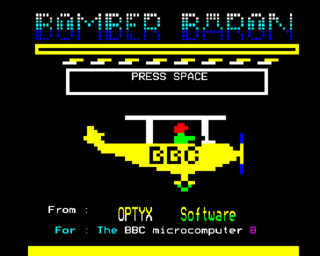 BOMBER BARON
PRESS SPACE
BBC
From : OPTYX Software
For : The BBC microcomputer B